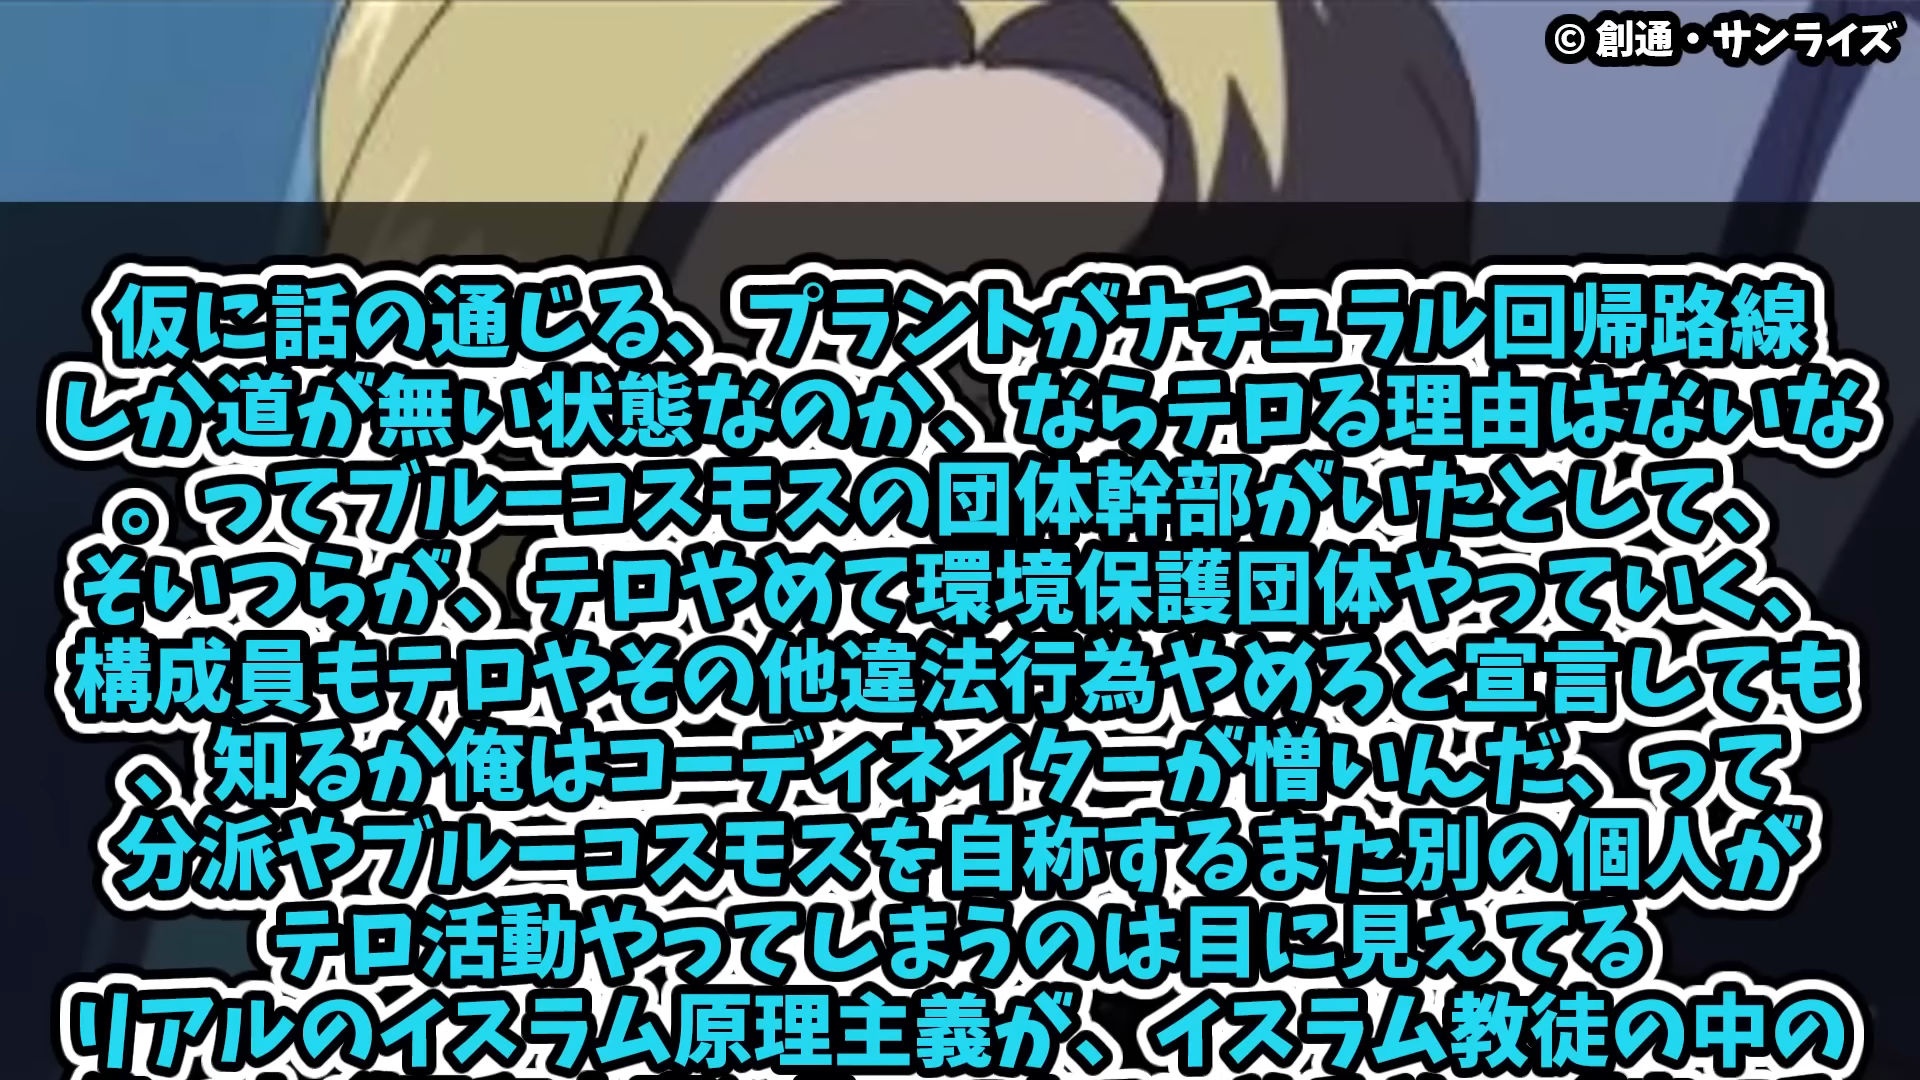 © 創通・サンライズ
仮に話の通じる、プラントがナチュラル回帰路線
しか道が無い状態なのか、ならテロる理由はないな
。ってブルーコスモスの団体幹部がいたとして、
そいつらが、テロやめて環境保護団体やっていく、
構成員もテロやその他違法行為やめると宣言しても
、知るか俺はコーディネイターが憎いんだ、って
分派やブルーコスモスを自称するまた別の個人が
テロ活動やってしまうのは目に見えてる
リアルのイスラム原理主義が、イスラム教徒の中の